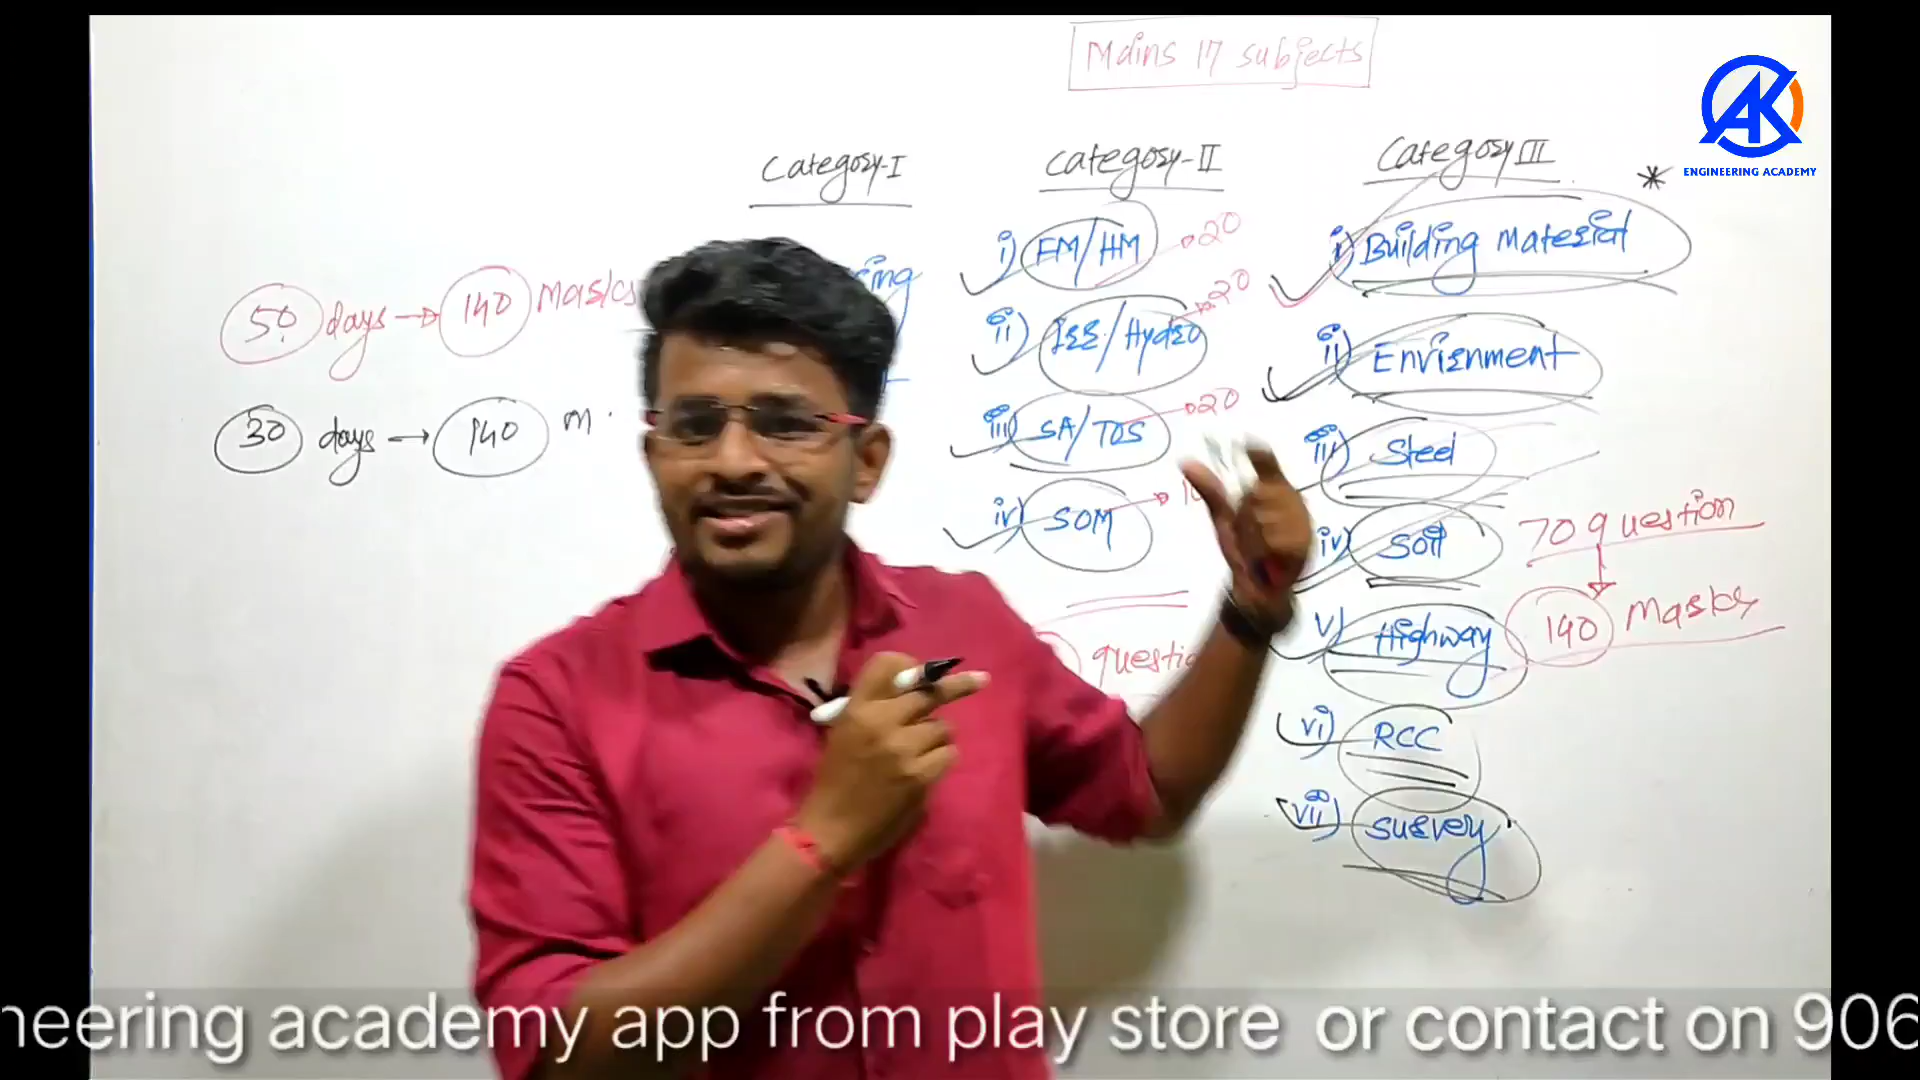 Mains 17 subjects
AK
ENGINEERING ACADEMY
Category-I
Category-II
Category III
*
50 days → 140 Marks
30 days → 140 m.
i) FM/HM → 20
ii) /Hydro → 20
iii) SA/TOS → 20
iv) SOM →
questio
i) Building Material
ii) Envirnment
iii) Steel
iv) Soil
v) Highway
vi) RCC
vii) survey
70 question
140 Marks
neering academy app from play store or contact on 906